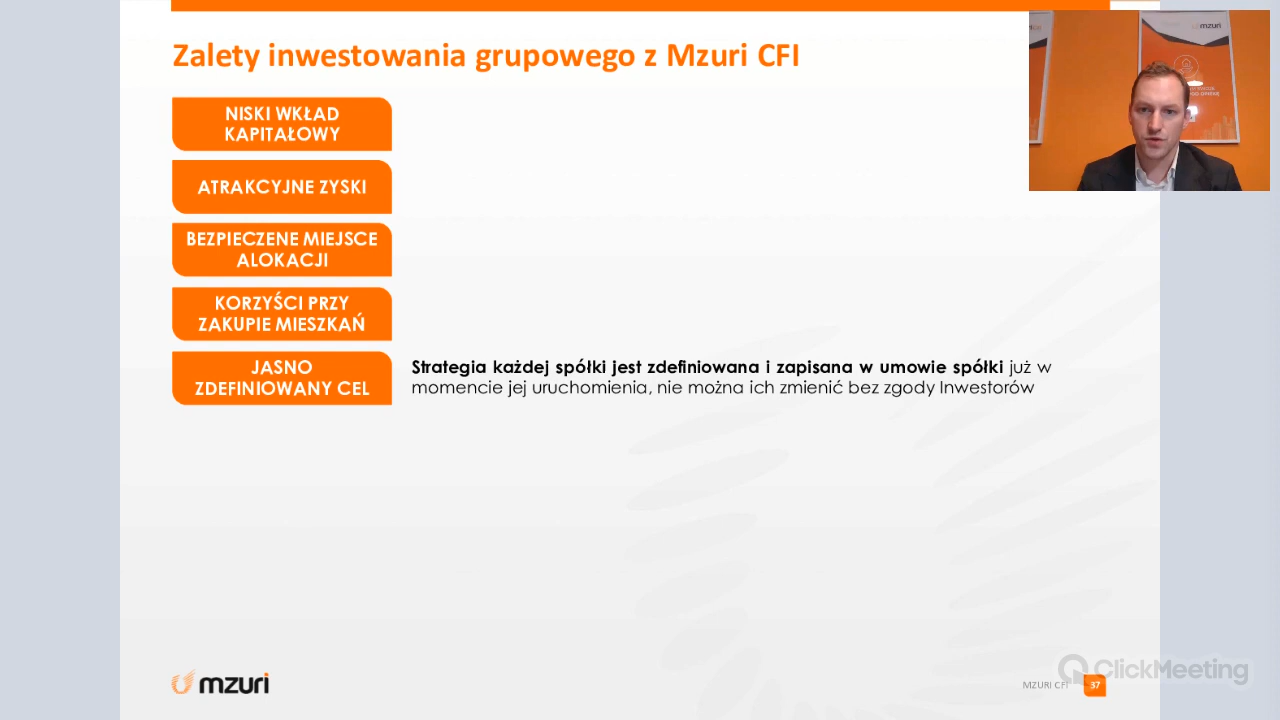 Zalety inwestowania grupowego z Mzuri CFI
NISKI WKŁAD
KAPITAŁOWY
ATRAKCYJNE ZYSKI
BEZPIECZENE MIEJSCE
ALOKACJI
KORZYŚCI PRZY
ZAKUPIE MIESZKAŃ
JASNO
ZDEFINIOWANY CEL
Strategia każdej spółki jest zdefiniowana i zapisana w umowie spółki już w
momencie jej uruchomienia, nie można ich zmienić bez zgody Inwestorów
mzuri
MZURI CFI
37
ClickMeeting
mzuri